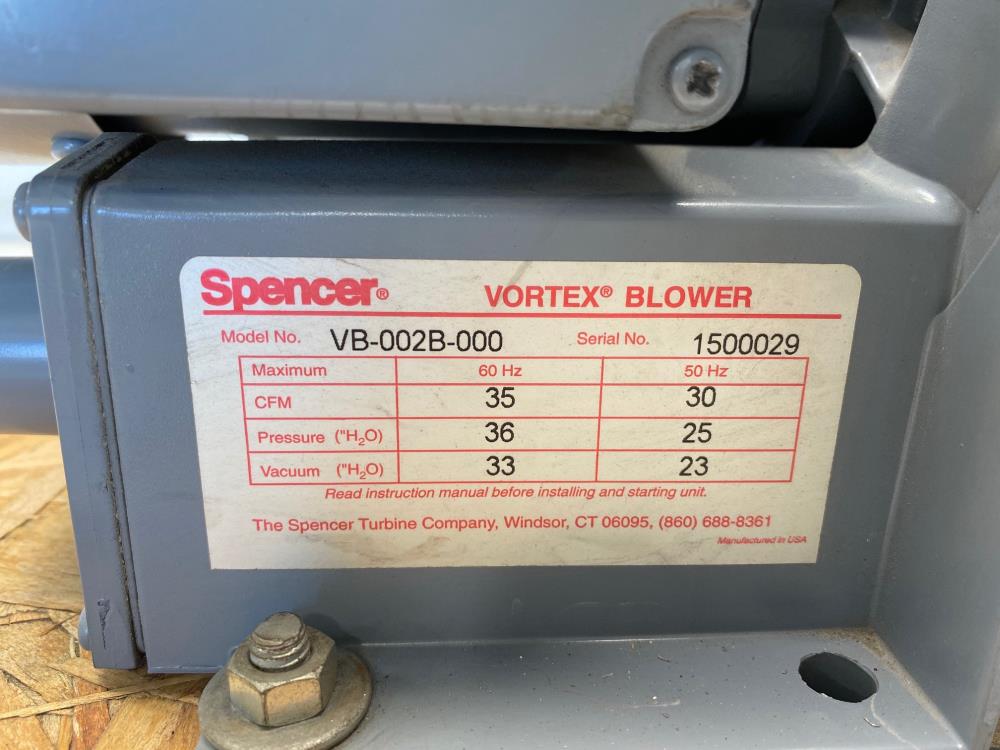 Spencer® VORTEX® BLOWER
Model No. VB-002B-000 Serial No. 1500029
Maximum 60 Hz 50 Hz
CFM 35 30
Pressure ("H₂O) 36 25
Vacuum ("H₂O) 33 23
Read instruction manual before installing and starting unit.
The Spencer Turbine Company, Windsor, CT 06095, (860) 688-8361
Manufactured in USA